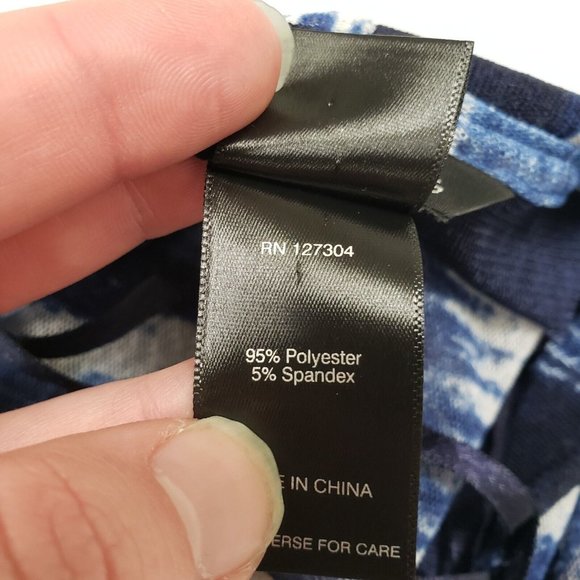 RN 127304
95% Polyester
5% Spandex
E IN CHINA
ERSE FOR CARE